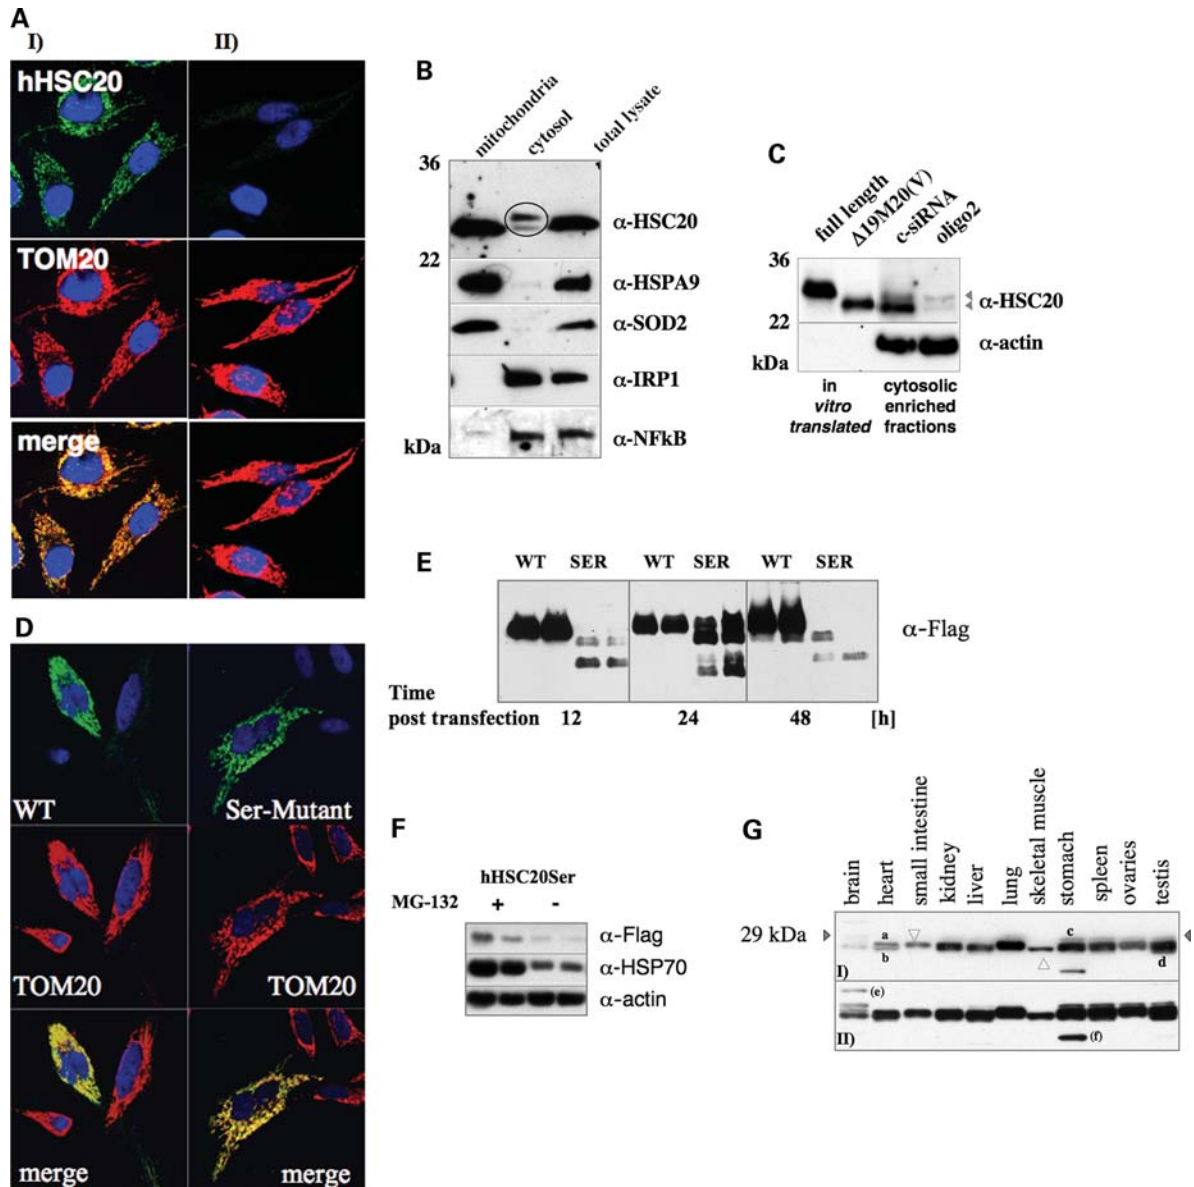 A
I)
II)
hHSC20
TOM20
merge
B
mitochondria
cytosol
total lysate
36
α-HSC20
22
α-HSPA9
α-SOD2
α-IRP1
α-NFkB
kDa
C
full length
Δ19M20(V)
c-siRNA
oligo2
36
α-HSC20
22
α-actin
kDa
in vitro translated
cytosolic enriched fractions
D
WT
Ser-Mutant
TOM20
TOM20
merge
merge
E
WT SER WT SER WT SER
α-Flag
Time
post transfection 12 24 48 [h]
F
hHSC20Ser
MG-132 + -
α-Flag
α-HSP70
α-actin
G
brain
heart
small intestine
kidney
liver
lung
skeletal muscle
stomach
spleen
ovaries
testis
29 kDa
a
b
c
d
I)
(e)
(f)
II)